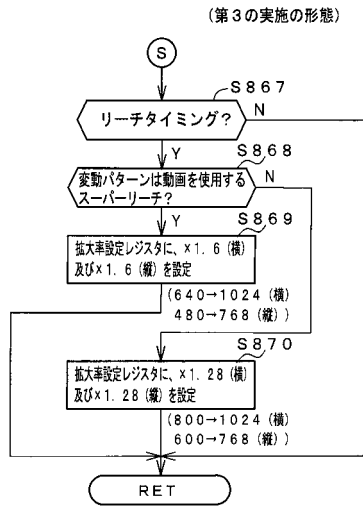 (第3の実施の形態)
S
S867
リーチタイミング？
N
Y
S868
変動パターンは動画を使用する
スーパーリーチ？
N
Y
S869
拡大率設定レジスタに、×1.6(横)
及び×1.6(縦)を設定
(640→1024(横)
480→768(縦))
S870
拡大率設定レジスタに、×1.28(横)
及び×1.28(縦)を設定
(800→1024(横)
600→768(縦))
RET